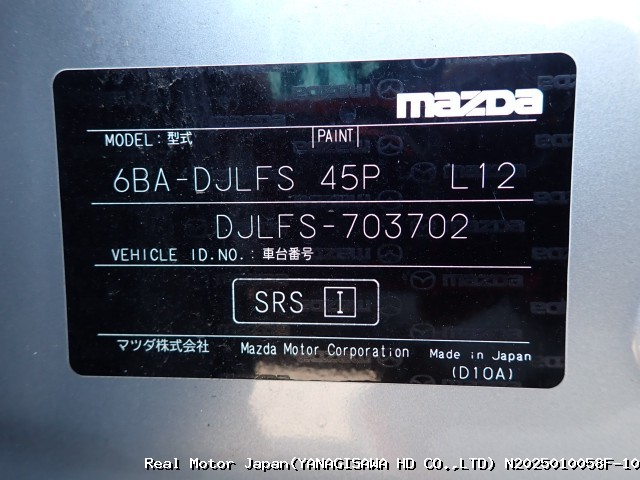 mazda
MODEL: 型式 PAINT
6BA-DJLFS 45P L12
DJLFS-703702
VEHICLE ID.NO.: 車台番号
SRS I
マツダ株式会社 Mazda Motor Corporation Made in Japan
(D10A)
Real Motor Japan(YANAGISAWA HD CO.,LTD) N2025010058F-10